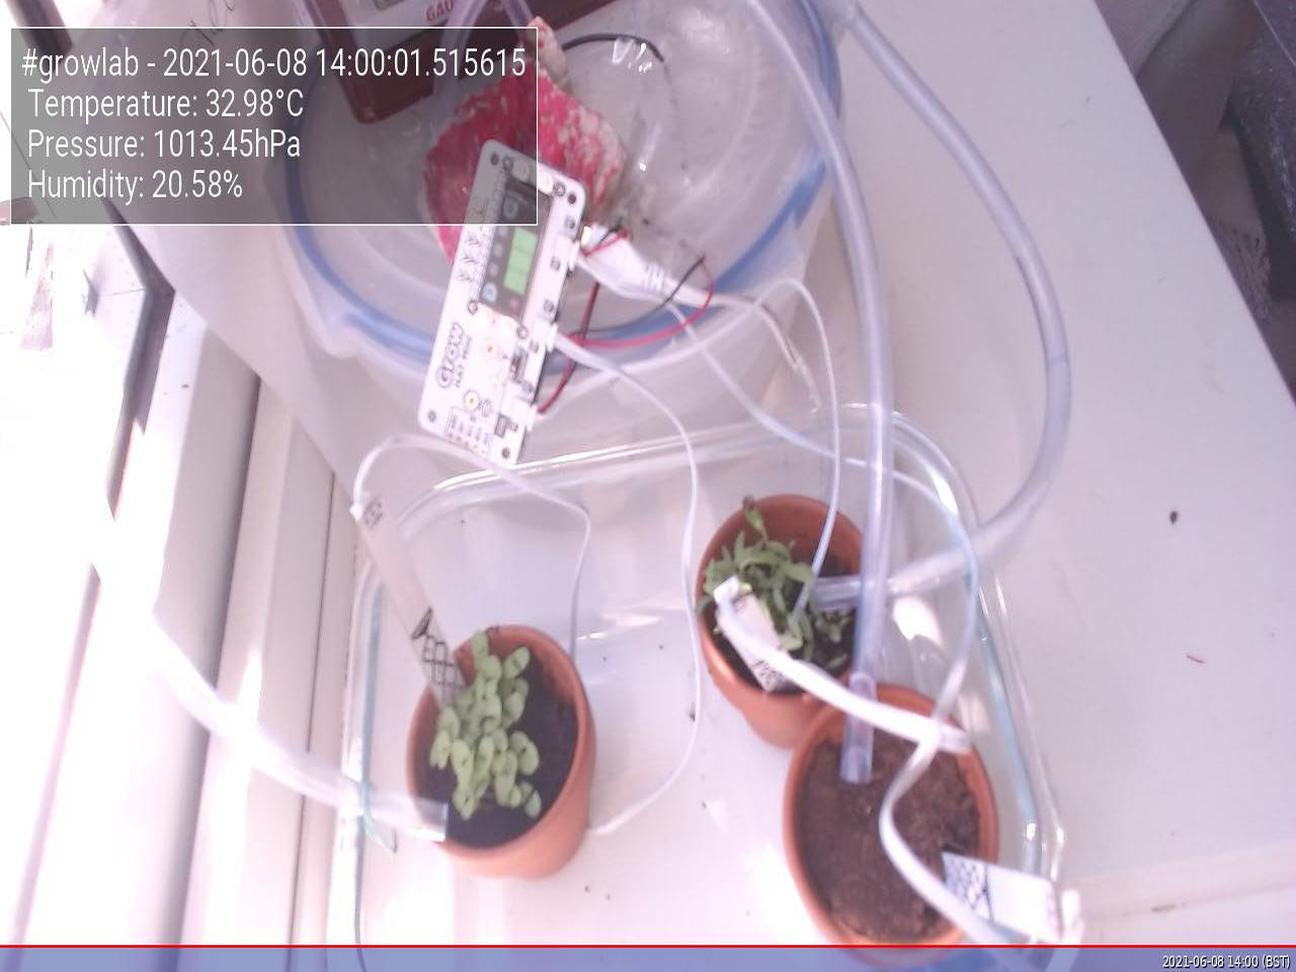 #growlab - 2021-06-08 14:00:01.515615
Temperature: 32.98°C
Pressure: 1013.45hPa
Humidity: 20.58%
Grow
2021-06-08 14:00 (BST)